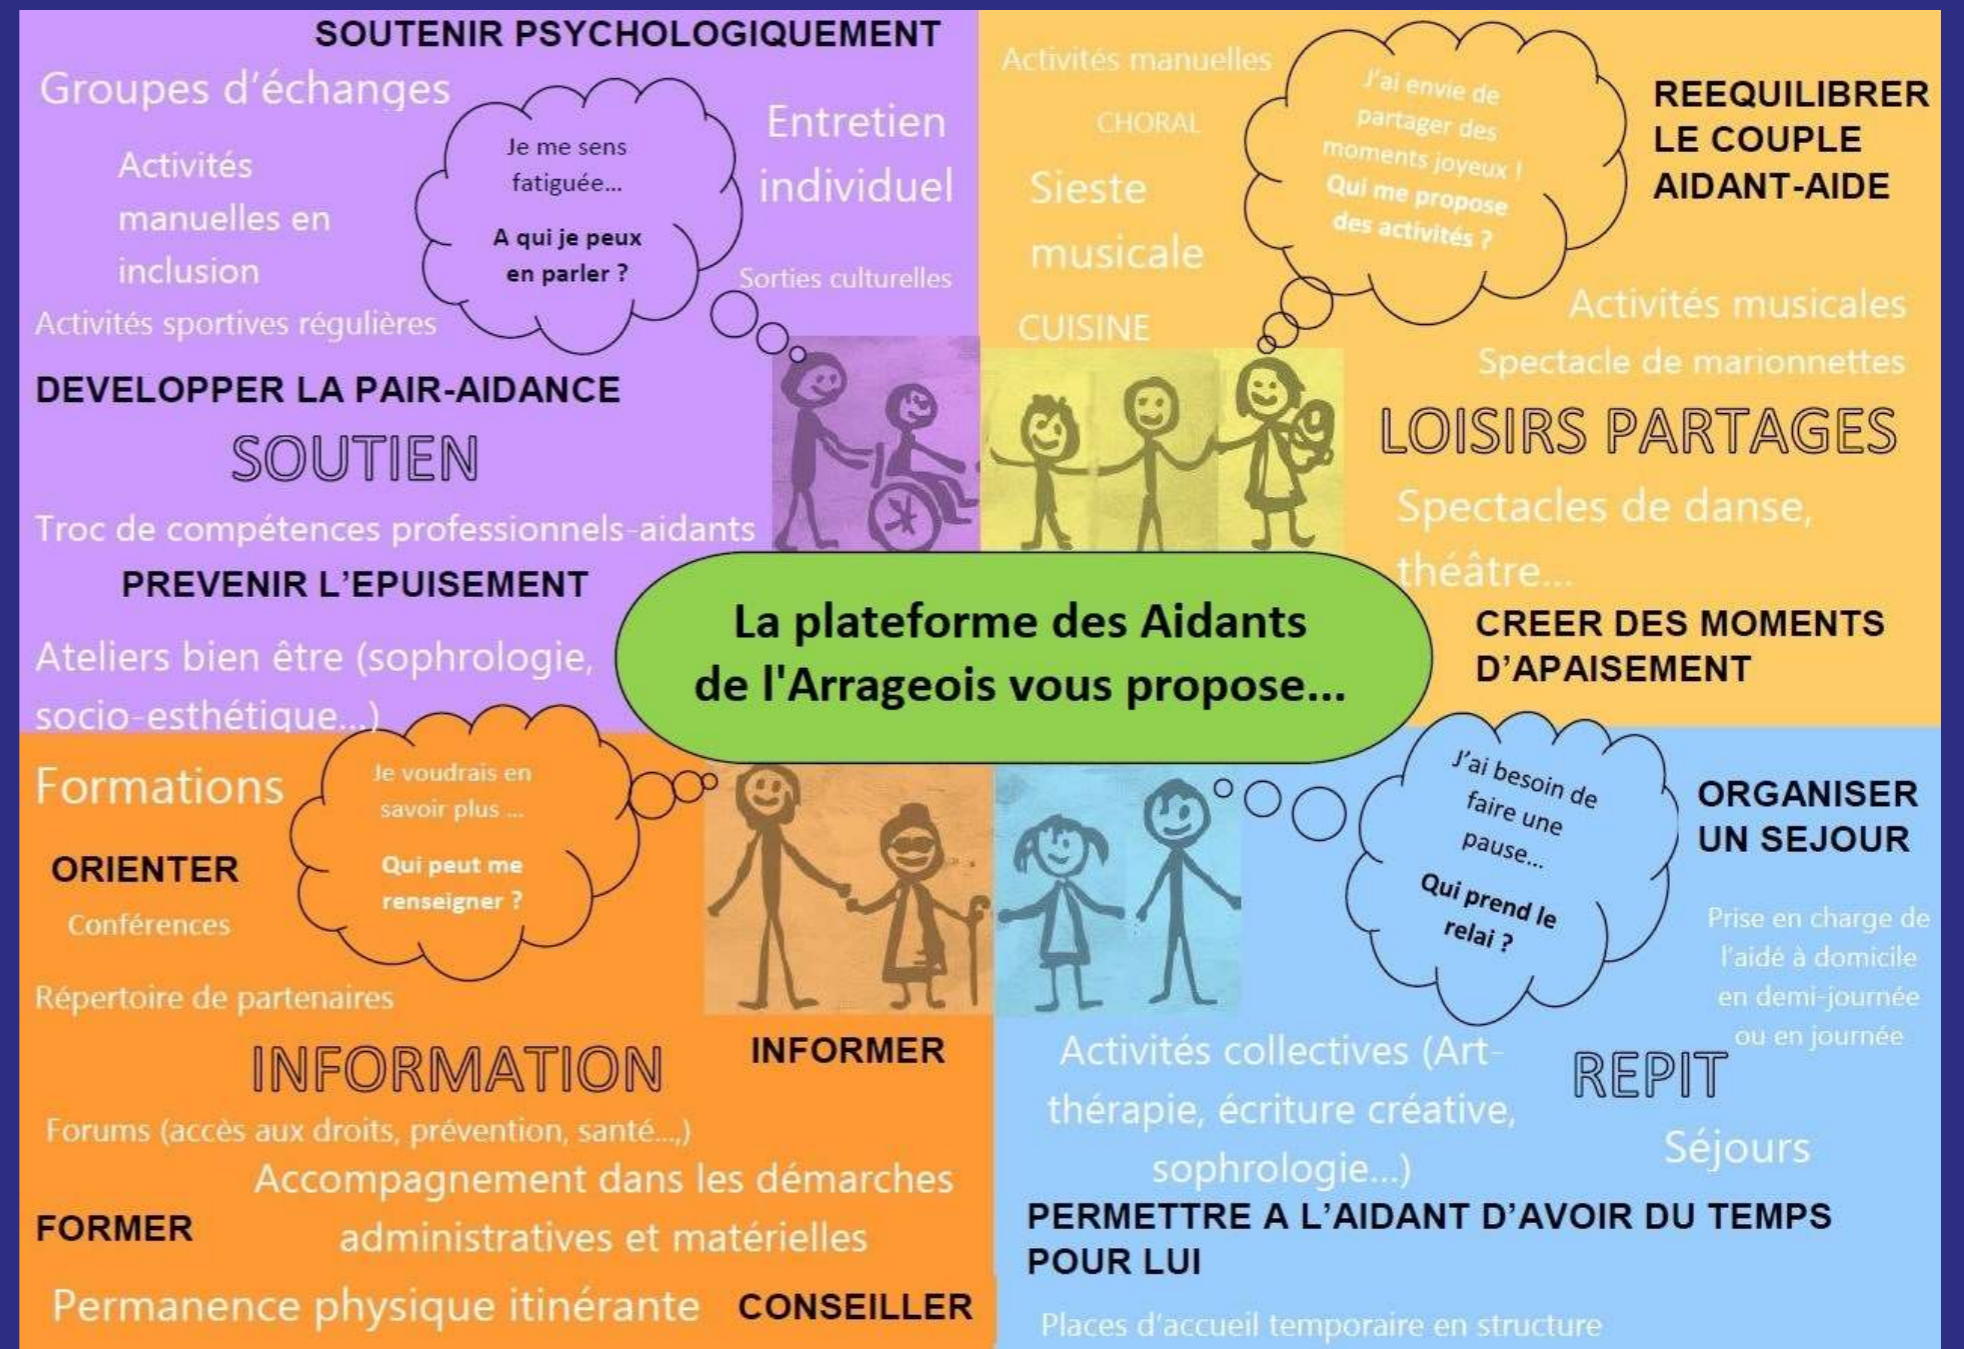 SOUTENIR PSYCHOLOGIQUEMENT
Groupes d'échanges
Activités
manuelles en
inclusion
Activités sportives régulières
Je me sens
fatiguée...
A qui je peux
en parler ?
Entretien
individuel
Sorties culturelles
DEVELOPPER LA PAIR-AIDANCE
SOUTIEN
Troc de compétences professionnels-aidants
PREVENIR L'EPUISEMENT
Ateliers bien être (sophrologie,
socio-esthétique...)
Activités manuelles
CHORAL
Sieste
musicale
CUISINE
J'ai envie de
partager des
moments joyeux !
Qui me propose
des activités ?
REEQUILIBRER
LE COUPLE
AIDANT-AIDE
Activités musicales
Spectacle de marionnettes
LOISIRS PARTAGES
Spectacles de danse,
théâtre...
CREER DES MOMENTS
D'APAISEMENT
La plateforme des Aidants
de l'Arrageois vous propose...
Formations
ORIENTER
Conférences
Répertoire de partenaires
Je voudrais en
savoir plus ...
Qui peut me
renseigner ?
INFORMATION
INFORMER
Forums (accès aux droits, prévention, santé...,)
Accompagnement dans les démarches
administratives et matérielles
FORMER
Permanence physique itinérante
CONSEILLER
J'ai besoin de
faire une
pause...
Qui prend le
relai ?
ORGANISER
UN SEJOUR
Prise en charge de
l'aidé à domicile
en demi-journée
ou en journée
Activités collectives (Art-
thérapie, écriture créative,
sophrologie...)
REPIT
Séjours
PERMETTRE A L'AIDANT D'AVOIR DU TEMPS
POUR LUI
Places d'accueil temporaire en structure